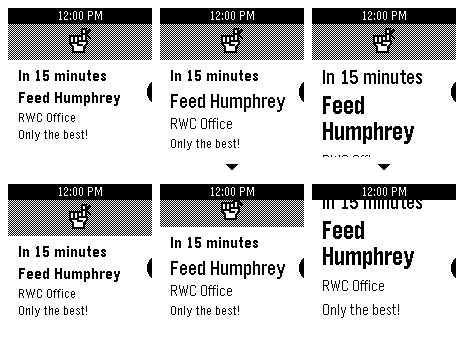 12:00 PM
In 15 minutes
Feed Humphrey
RWC Office
Only the best!
12:00 PM
In 15 minutes
Feed Humphrey
RWC Office
Only the best!
12:00 PM
In 15 minutes
Feed
Humphrey
RWC Offi
12:00 PM
In 15 minutes
Feed Humphrey
RWC Office
Only the best!
12:00 PM
In 15 minutes
Feed Humphrey
RWC Office
Only the best!
12:00 PM
In 15 minutes
Feed
Humphrey
RWC Office
Only the best!